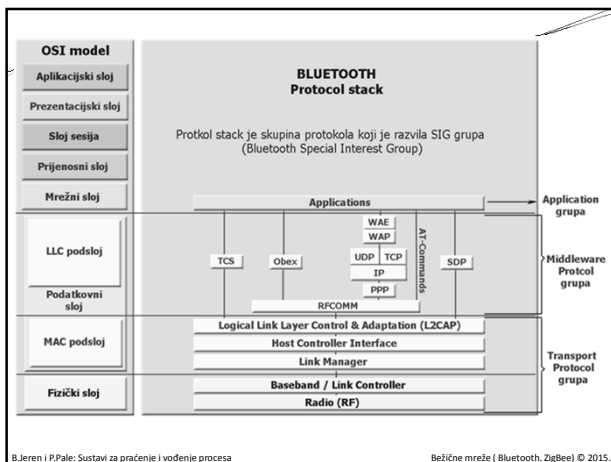 OSI model
Aplikacijski sloj
Prezentacijski sloj
Sloj sesija
Prijenosni sloj
Mrežni sloj
LLC podsloj
Podatkovni
sloj
MAC podsloj
Fizički sloj
BLUETOOTH
Protocol stack
Protkol stack je skupina protokola koji je razvila SIG grupa
(Bluetooth Special Interest Group)
Applications
WAE
WAP
UDP
TCP
IP
PPP
TCS
Obex
AT-Commands
SDP
RFCOMM
Logical Link Layer Control & Adaptation (L2CAP)
Host Controller Interface
Link Manager
Baseband / Link Controller
Radio (RF)
Application
grupa
Middleware
Protcol
grupa
Transport
Protocol
grupa
B.Jeren i P.Pale: Sustavi za praćenje i vođenje procesa
Bežične mreže ( Bluetooth, ZigBee) © 2015.